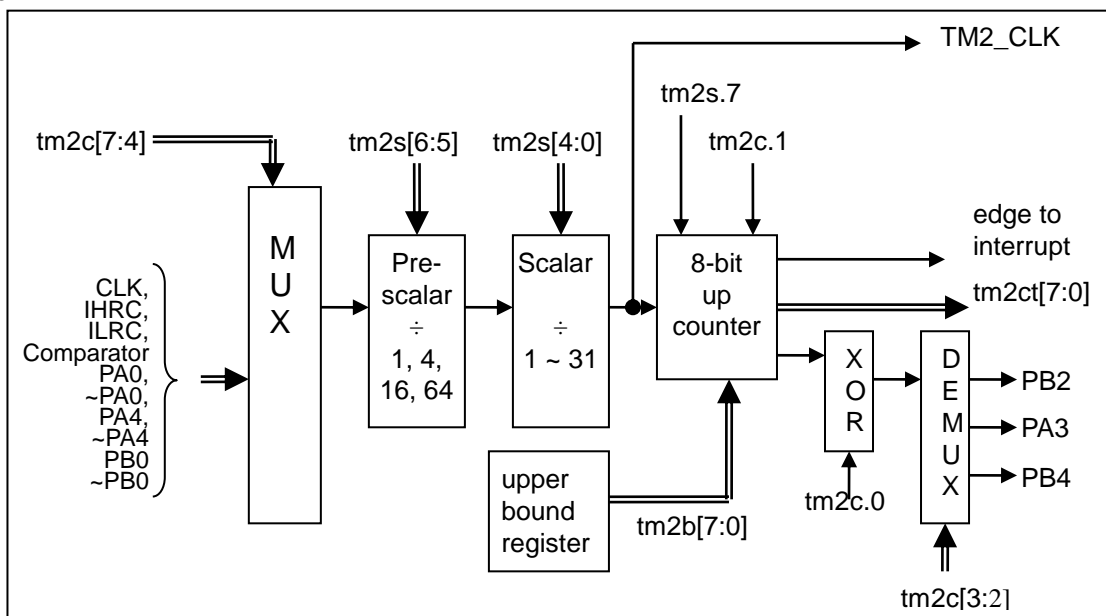 TM2_CLK
tm2s.7
tm2c[7:4]
tm2s[6:5]
tm2s[4:0]
tm2c.1
edge to
interrupt
tm2ct[7:0]
CLK,
IHRC,
ILRC,
Comparator
PA0,
~PA0,
PA4,
~PA4
PB0
~PB0
M
U
X
Pre-
scalar
÷
1, 4,
16, 64
Scalar
÷
1 ~ 31
8-bit
up
counter
X
O
R
D
E
M
U
X
PB2
PA3
PB4
upper
bound
register
tm2b[7:0]
tm2c.0
tm2c[3:2]